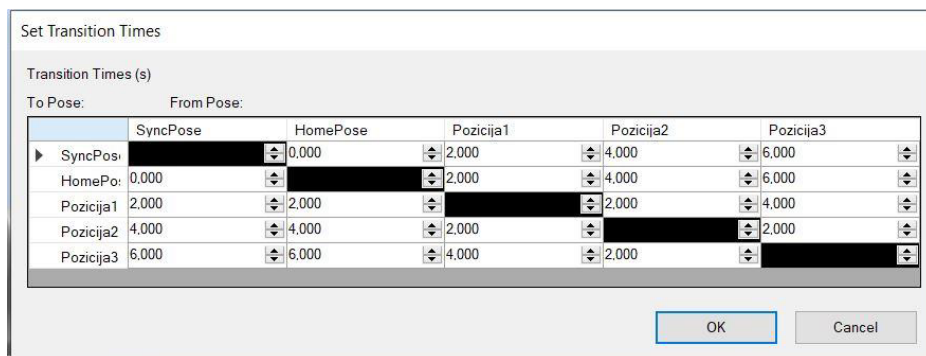 Set Transition Times
Transition Times (s)
To Pose: From Pose:
SyncPose HomePose Pozicija1 Pozicija2 Pozicija3
SyncPos 0,000 2,000 4,000 6,000
HomePo: 0,000 2,000 4,000 6,000
Pozicija1 2,000 2,000 2,000 4,000
Pozicija2 4,000 4,000 2,000 2,000
Pozicija3 6,000 6,000 4,000 2,000
OK Cancel